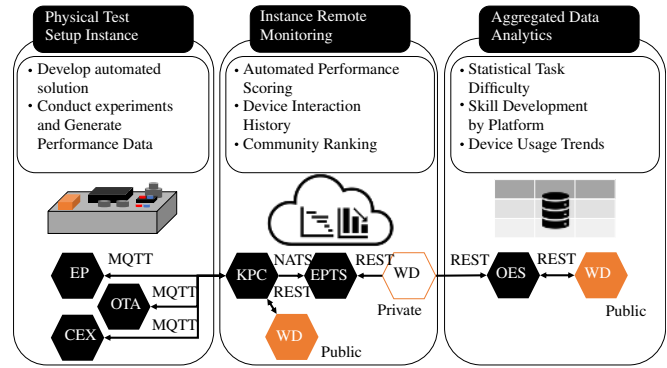 Physical Test
Setup Instance
• Develop automated
solution
• Conduct experiments
and Generate
Performance Data
EP
MQTT
OTA
MQTT
CEX
MQTT
Instance Remote
Monitoring
• Automated Performance
Scoring
• Device Interaction
History
• Community Ranking
KPC
NATS
EPTS
REST
WD
Private
REST
WD
Public
Aggregated Data
Analytics
• Statistical Task
Difficulty
• Skill Development
by Platform
• Device Usage Trends
REST
OES
REST
WD
Public